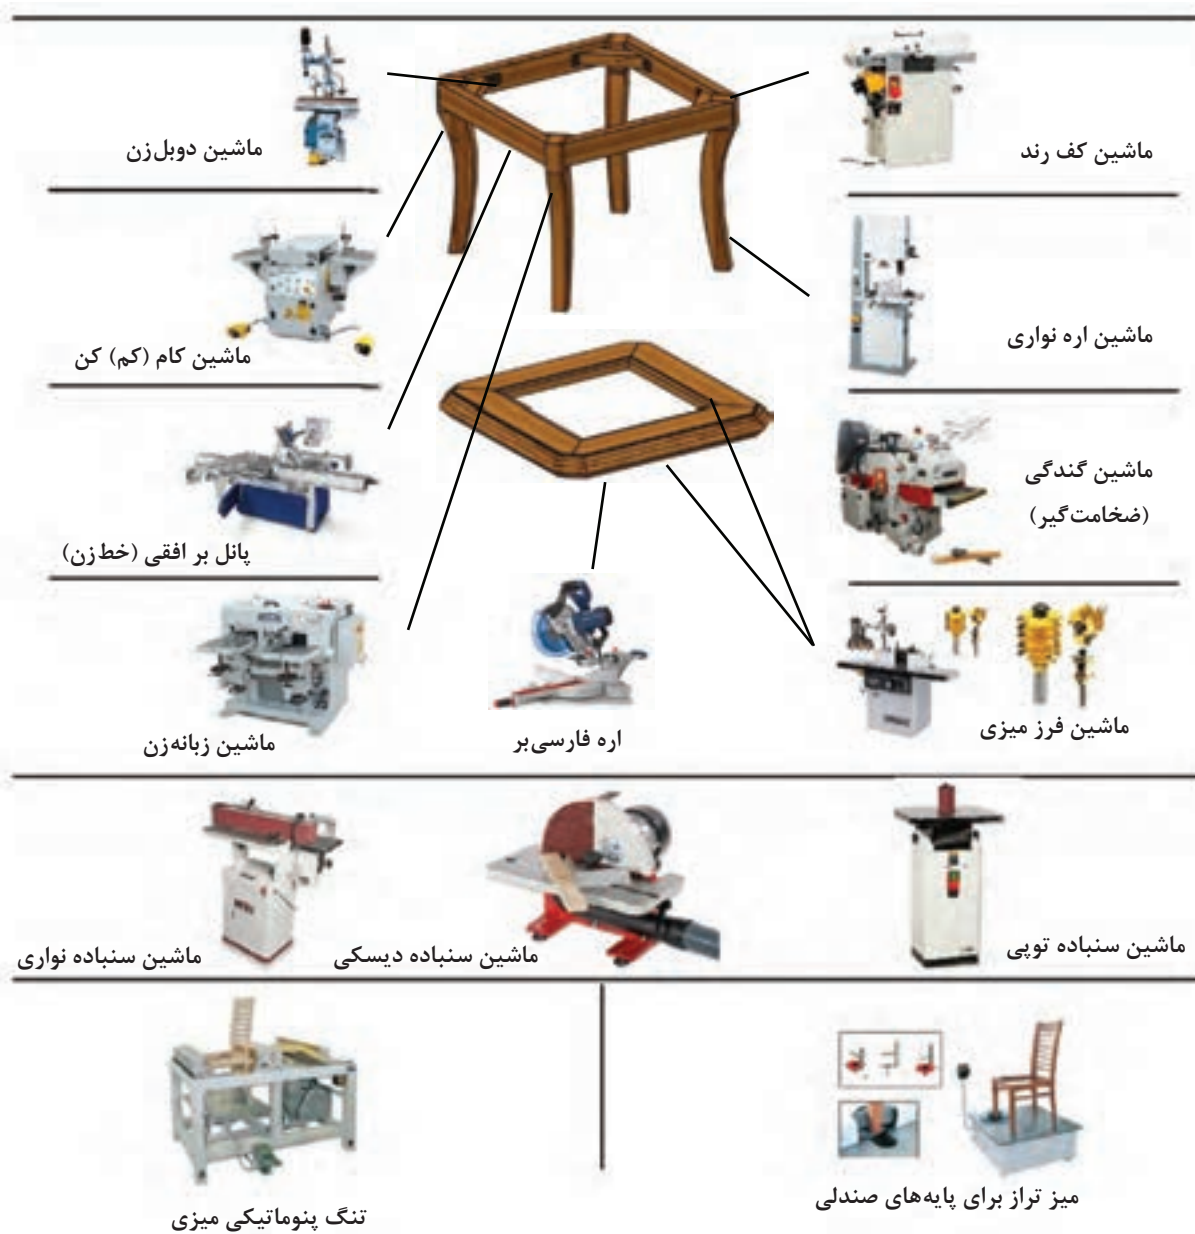 ماشین کف رند
ماشین دوبل‌زن
ماشین اره نواری
ماشین کام (کم) کن
ماشین گندگی
(ضخامت‌گیر)
پانل بر افقی (خط‌زن)
ماشین فرز میزی
اره فارسی‌بر
ماشین زبانه‌زن
ماشین سنباده توپی
ماشین سنباده دیسکی
ماشین سنباده نواری
میز تراز برای پایه‌های صندلی
تنگ پنوماتیکی میزی